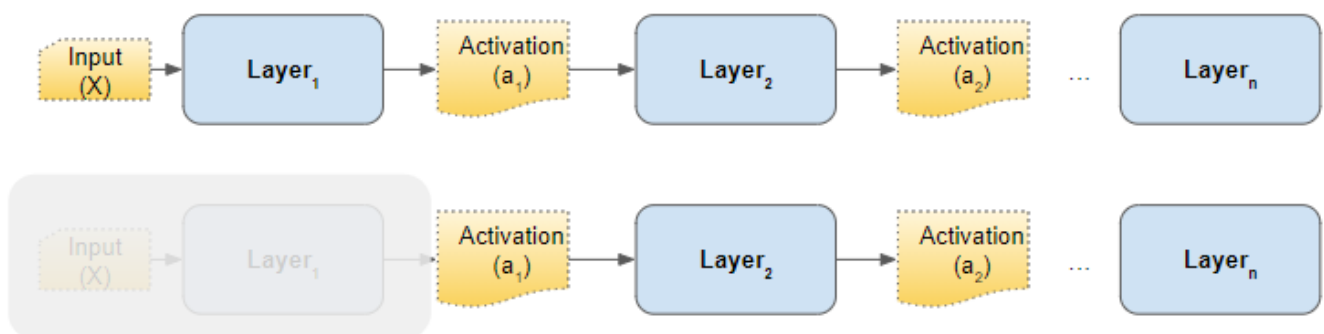 Input
(X)
Layer₁
Activation
(a₁)
Layer₂
Activation
(a₂)
...
Layerₙ
Input
(X)
Layer₁
Activation
(a₁)
Layer₂
Activation
(a₂)
...
Layerₙ